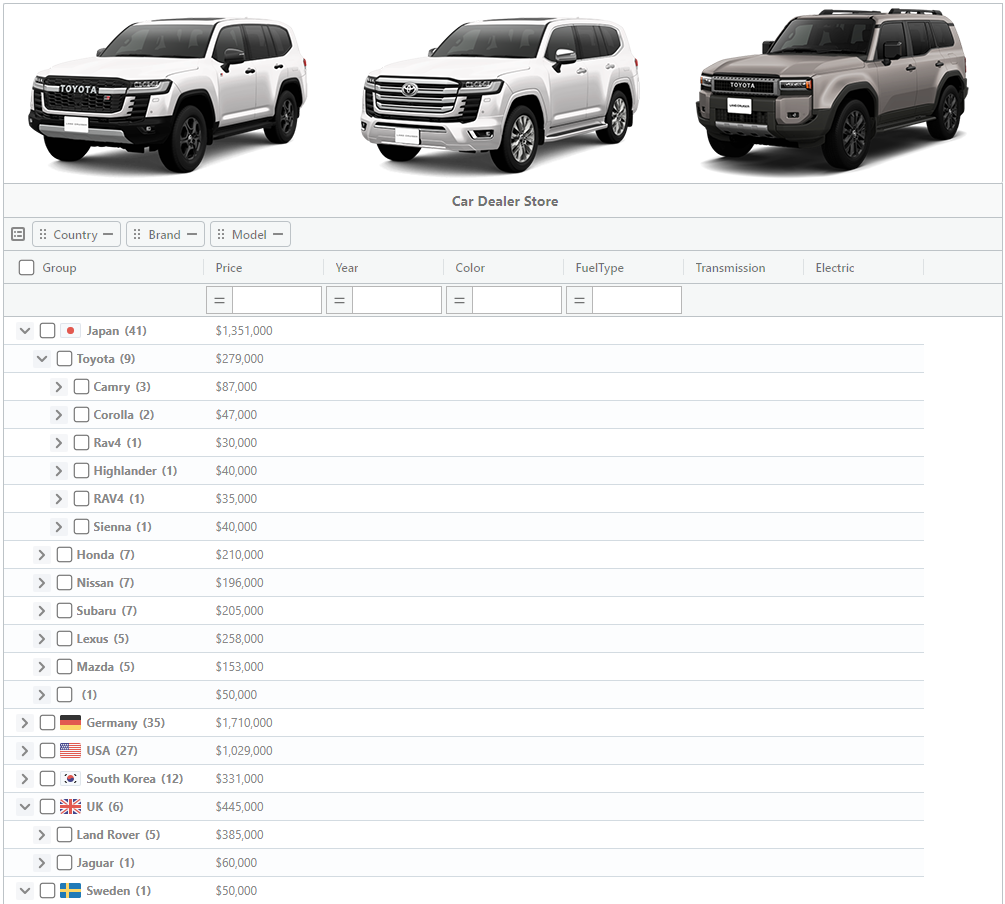 TOYOTA
TOYOTA
LAND CRUISER
Car Dealer Store
Country Brand Model
Group Price Year Color FuelType Transmission Electric
= = = =
Japan (41) $1,351,000
Toyota (9) $279,000
Camry (3) $87,000
Corolla (2) $47,000
Rav4 (1) $30,000
Highlander (1) $40,000
RAV4 (1) $35,000
Sienna (1) $40,000
Honda (7) $210,000
Nissan (7) $196,000
Subaru (7) $205,000
Lexus (5) $258,000
Mazda (5) $153,000
(1) $50,000
Germany (35) $1,710,000
USA (27) $1,029,000
South Korea (12) $331,000
UK (6) $445,000
Land Rover (5) $385,000
Jaguar (1) $60,000
Sweden (1) $50,000